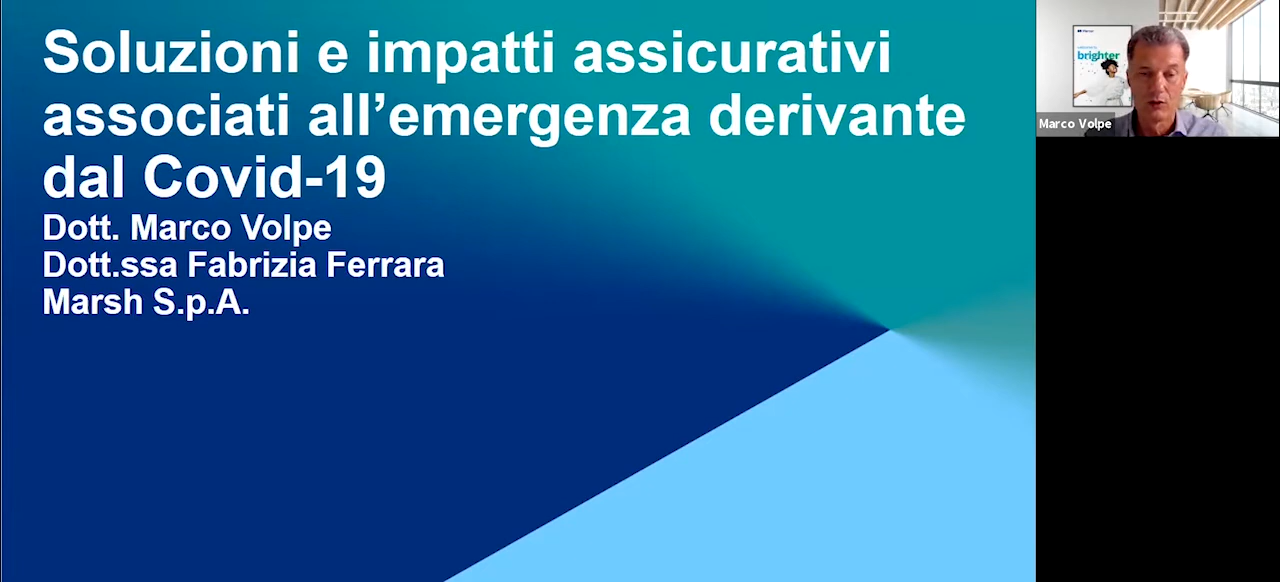 Soluzioni e impatti assicurativi
associati all’emergenza derivante
dal Covid-19
Dott. Marco Volpe
Dott.ssa Fabrizia Ferrara
Marsh S.p.A.
brighter
Marco Volpe